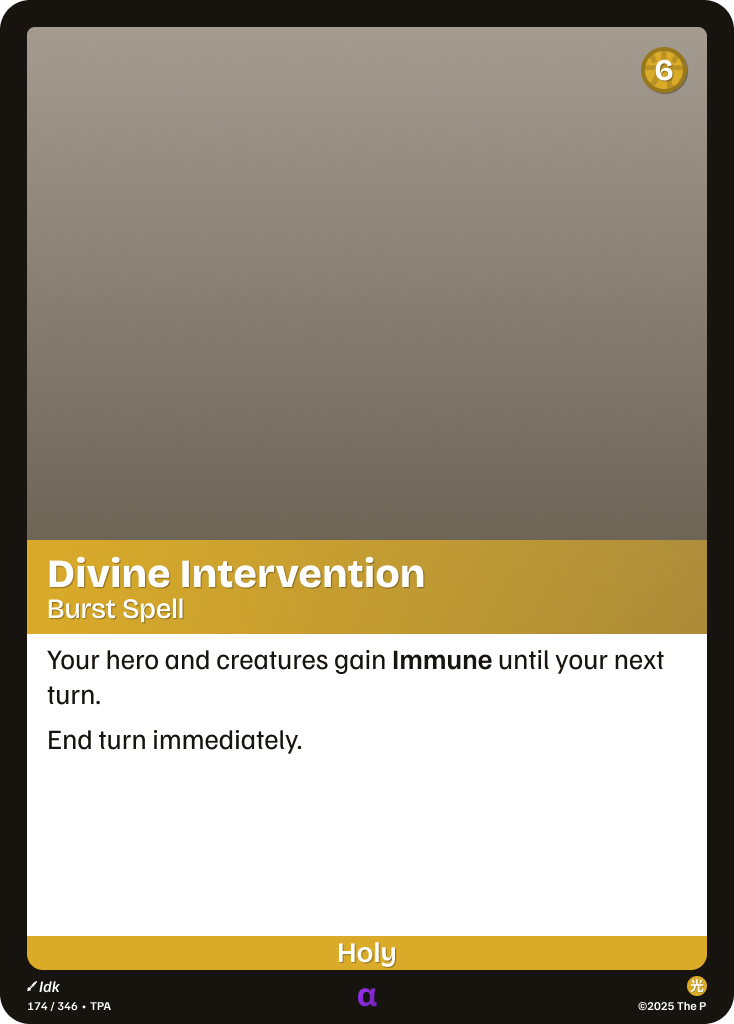 6
Divine Intervention
Burst Spell
Your hero and creatures gain Immune until your next
turn.
End turn immediately.
Holy
Idk
174 / 346 • TPA
α
光
©2025 The P